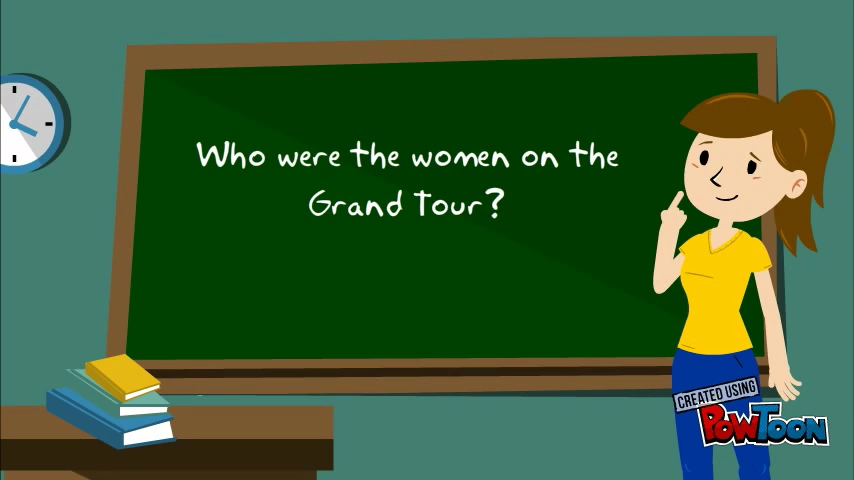 Who were the women on the
Grand Tour?
CREATED USING
POWTOON